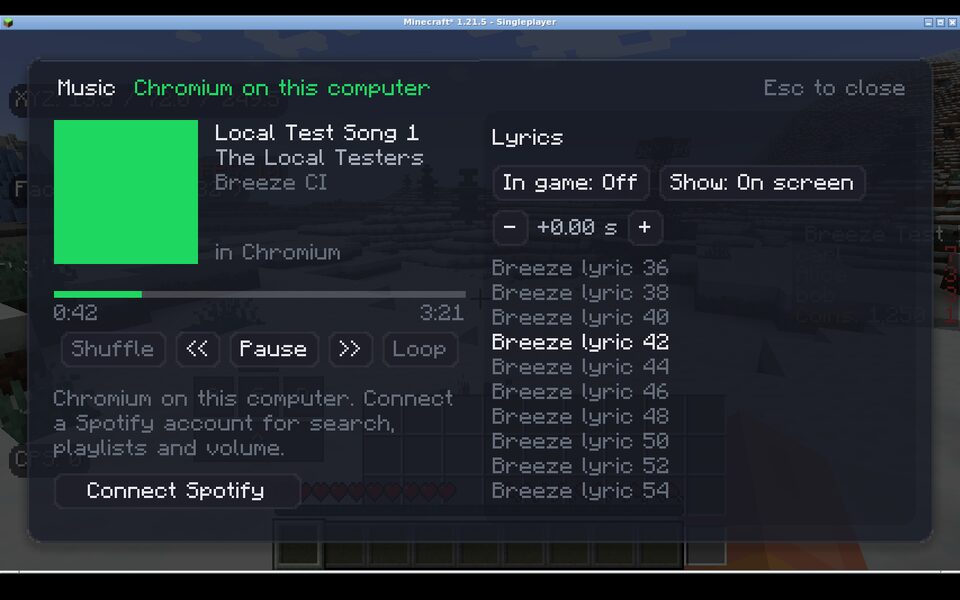 Minecraft* 1.21.5 - Singleplayer
Music Chromium on this computer
Esc to close
Local Test Song 1
The Local Testers
Breeze CI
in Chromium
0:42
3:21
Shuffle << Pause >> Loop
Chromium on this computer. Connect
a Spotify account for search,
playlists and volume.
Connect Spotify
Lyrics
In game: Off Show: On screen
− +0.00 s +
Breeze lyric 36
Breeze lyric 38
Breeze lyric 40
Breeze lyric 42
Breeze lyric 44
Breeze lyric 46
Breeze lyric 48
Breeze lyric 50
Breeze lyric 52
Breeze lyric 54
Breeze Test